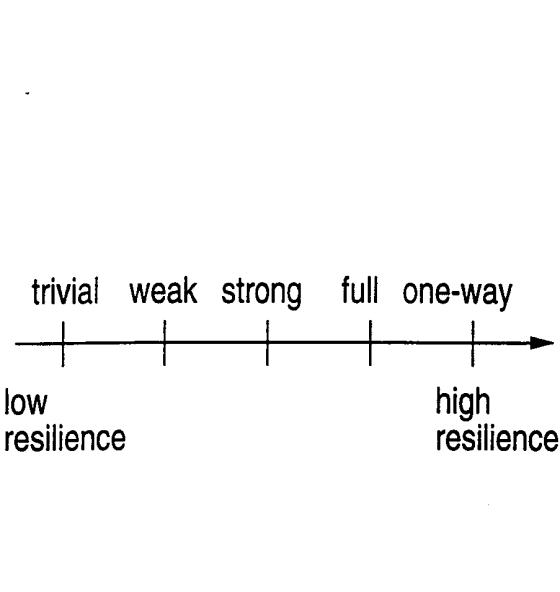 trivial weak strong full one-way
low high
resilience resilience